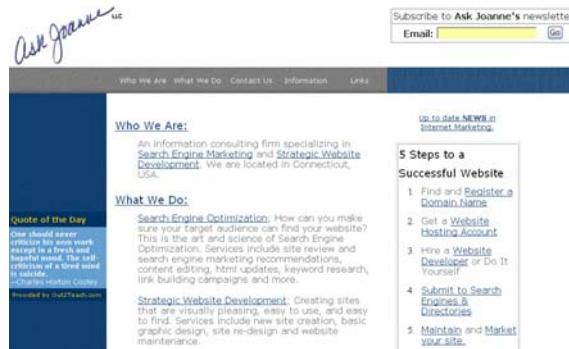 Ask Joanne LLC
Subscribe to Ask Joanne's newslette
Email: Go
Who We Are What We Do Contact Us Information Links
Who We Are:
An information consulting firm specializing in
Search Engine Marketing and Strategic Website
Development. We are located in Connecticut,
USA.
What We Do:
Search Engine Optimization: How can you make
sure your target audience can find your website?
This is the art and science of Search Engine
Optimization. Services include site review and
search engine marketing recommendations,
content editing, html updates, keyword research,
link building campaigns and more.
Strategic Website Development: Creating sites
that are visually pleasing, easy to use, and easy
to find. Services include new site creation, basic
graphic design, site re-design and website
maintenance.
Quote of the Day
One should never
criticize his own work
except in a fresh and
hopeful mood. The self-
criticism of a tired mind
is suicide.
--Charles Horton Cooley
Provided by Out2Teach.com
Up to date NEWS in
Internet Marketing.
5 Steps to a
Successful Website
1. Find and Register a
Domain Name
2. Get a Website
Hosting Account
3. Hire a Website
Developer or Do It
Yourself
4. Submit to Search
Engines &
Directories
5. Maintain and Market
your site.